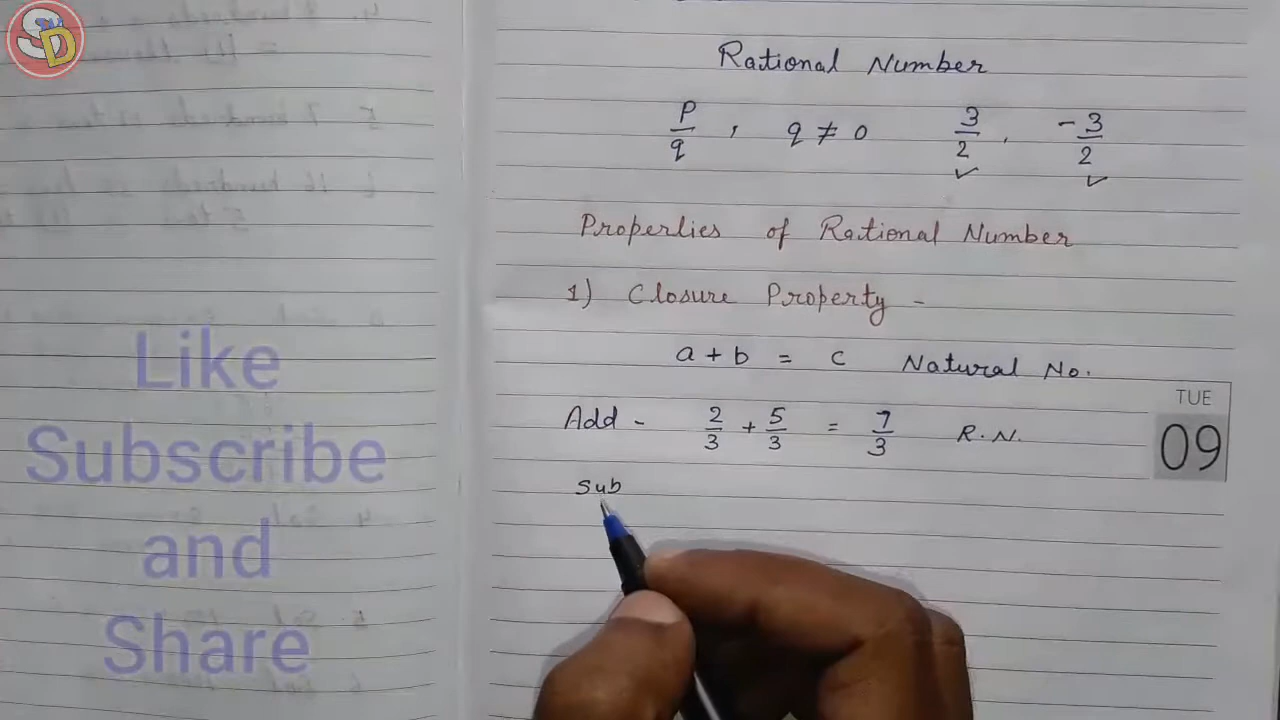 SD
Rational Number
P/q , q ≠ 0 3/2 , -3/2
Properties of Rational Number
1) Closure Property -
a + b = c Natural No.
Add - 2/3 + 5/3 = 7/3 R.N.
Sub
TUE
09
Like
Subscribe
and
Share